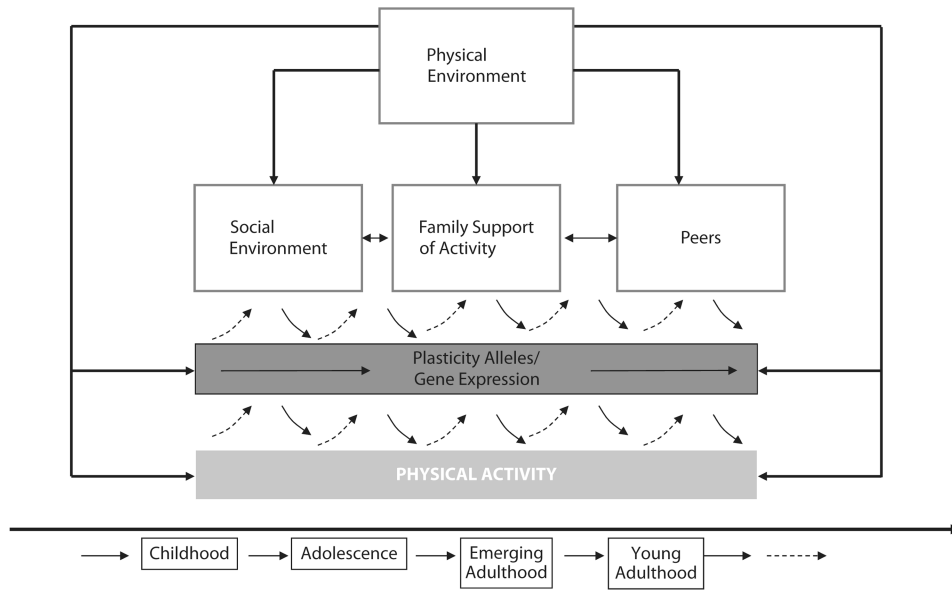 Physical
Environment
Social
Environment
Family Support
of Activity
Peers
Plasticity Alleles/
Gene Expression
PHYSICAL ACTIVITY
Childhood
Adolescence
Emerging
Adulthood
Young
Adulthood